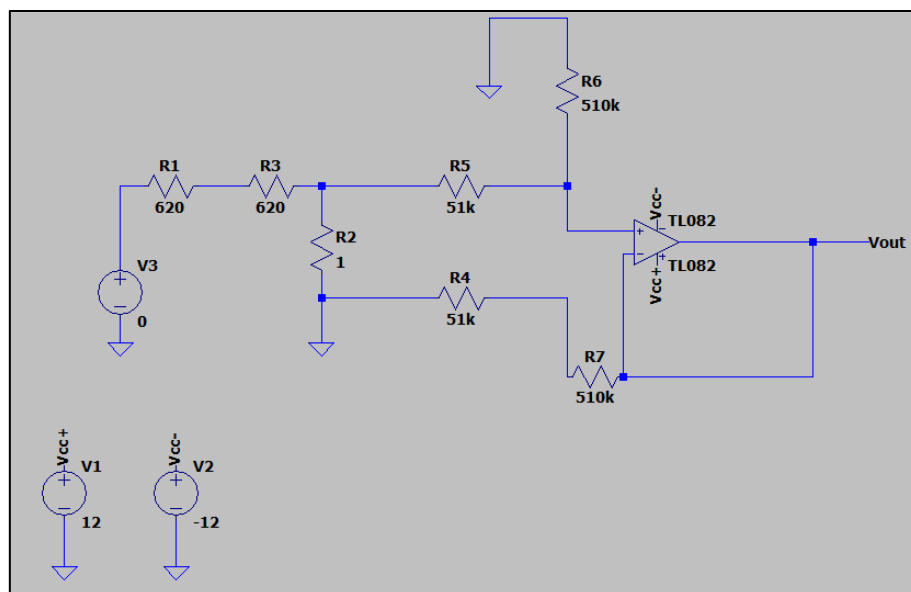 R6
510k
R1
620
R3
620
R5
51k
Vcc-
TL082
+
-
Vout
R2
1
TL082
Vcc+
V3
0
R4
51k
R7
510k
Vcc+
V1
12
Vcc-
V2
-12